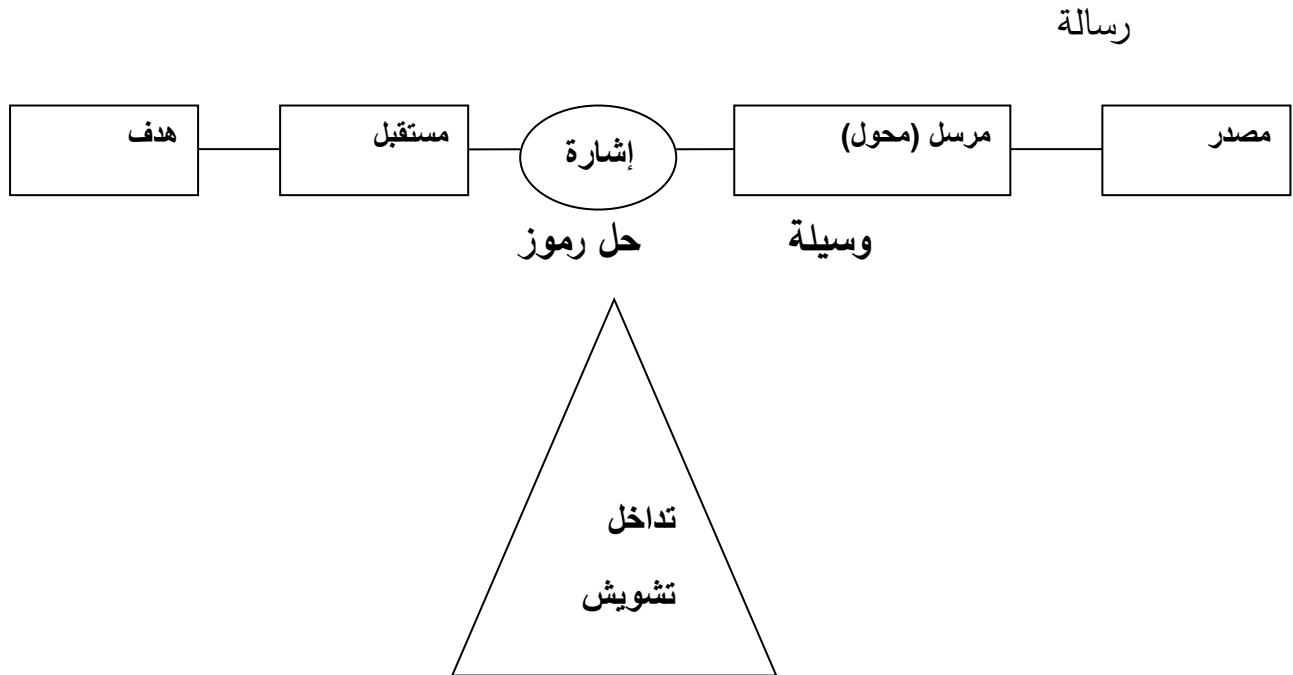 رسالة
مصدر
مرسل (محول)
إشارة
مستقبل
هدف
وسيلة
حل رموز
تداخل
تشويش